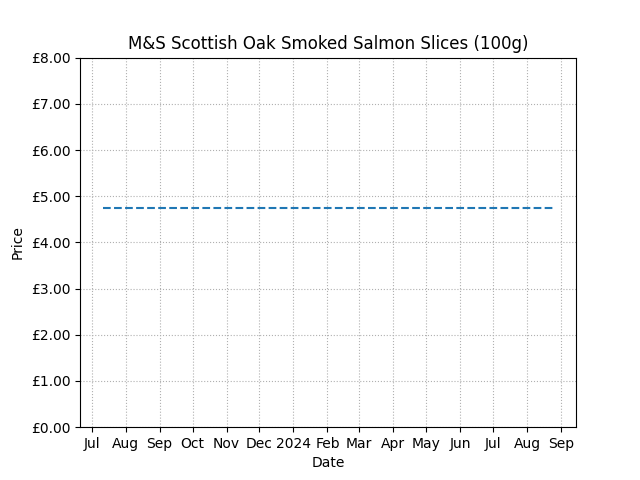 M&S Scottish Oak Smoked Salmon Slices (100g)
£8.00
£7.00
£6.00
£5.00
£4.00
£3.00
£2.00
£1.00
£0.00
Price
Jul Aug Sep Oct Nov Dec 2024 Feb Mar Apr May Jun Jul Aug Sep
Date